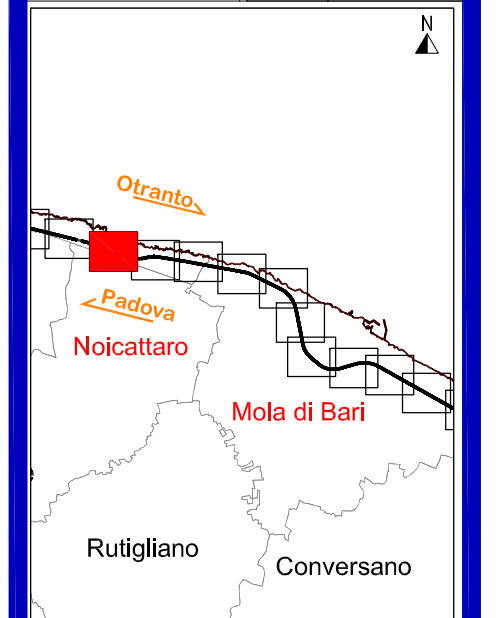 N
Otranto
Padova
Noicattaro
Mola di Bari
Rutigliano
Conversano